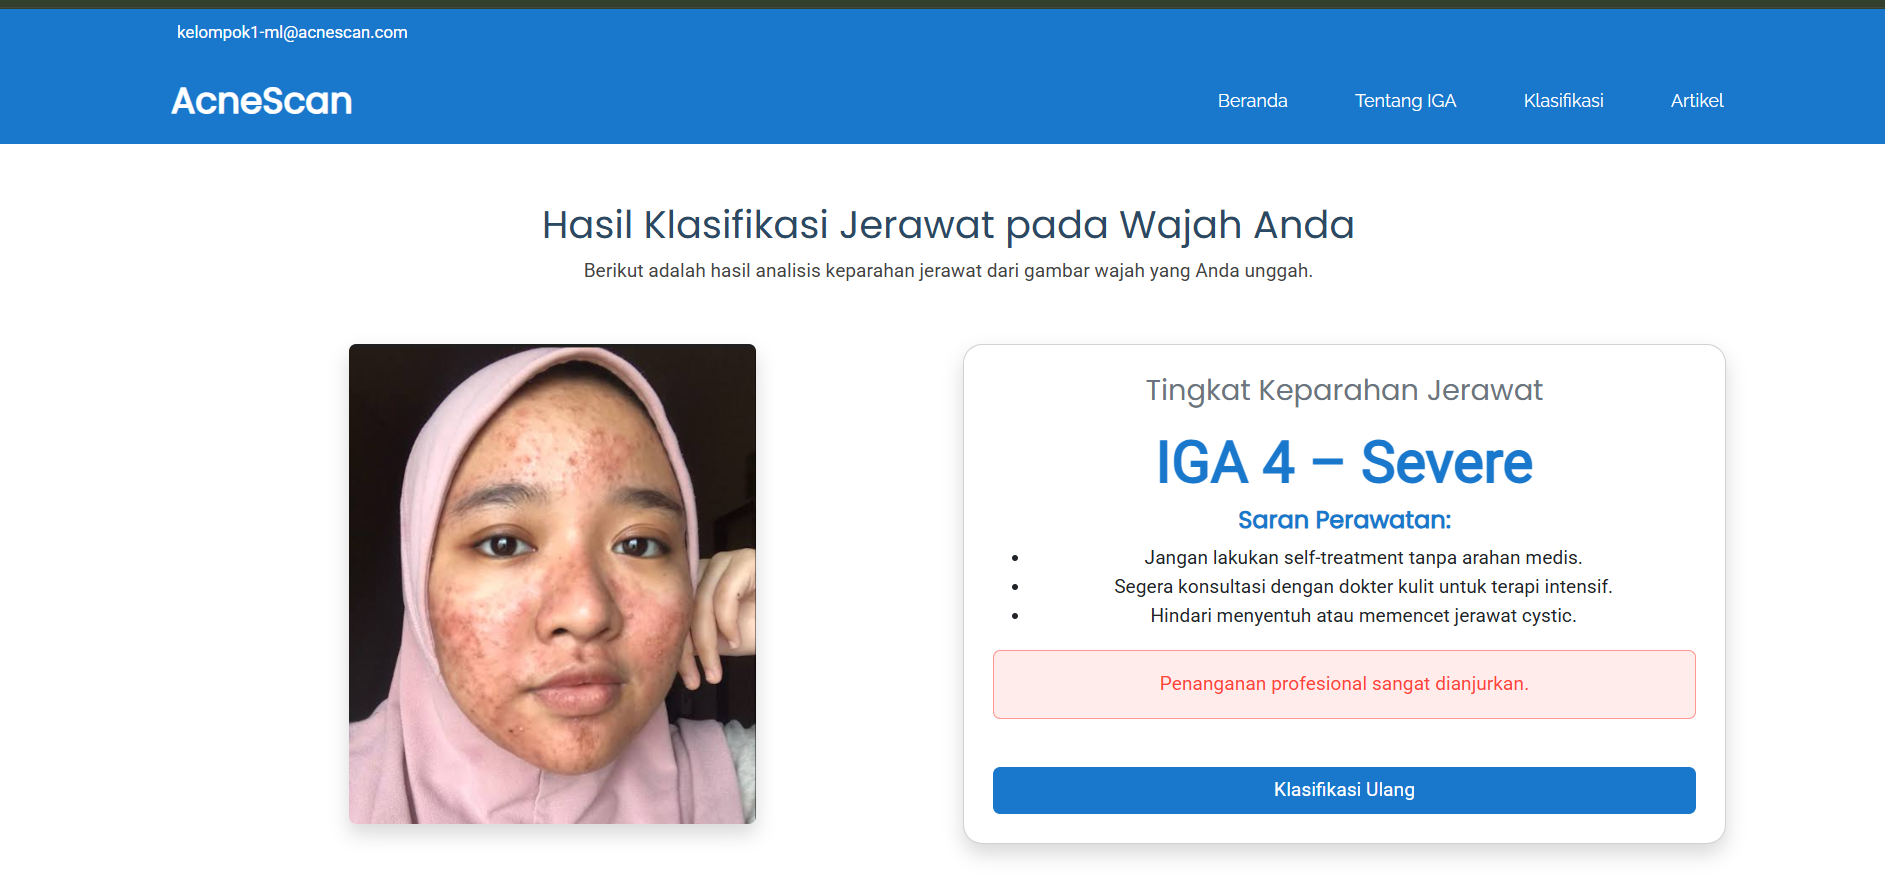 kelompok1-ml@acnescan.com
AcneScan
Beranda
Tentang IGA
Klasifikasi
Artikel
Hasil Klasifikasi Jerawat pada Wajah Anda
Berikut adalah hasil analisis keparahan jerawat dari gambar wajah yang Anda unggah.
Tingkat Keparahan Jerawat
IGA 4 – Severe
Saran Perawatan:
• Jangan lakukan self-treatment tanpa arahan medis.
• Segera konsultasi dengan dokter kulit untuk terapi intensif.
• Hindari menyentuh atau memencet jerawat cystic.
Penanganan profesional sangat dianjurkan.
Klasifikasi Ulang